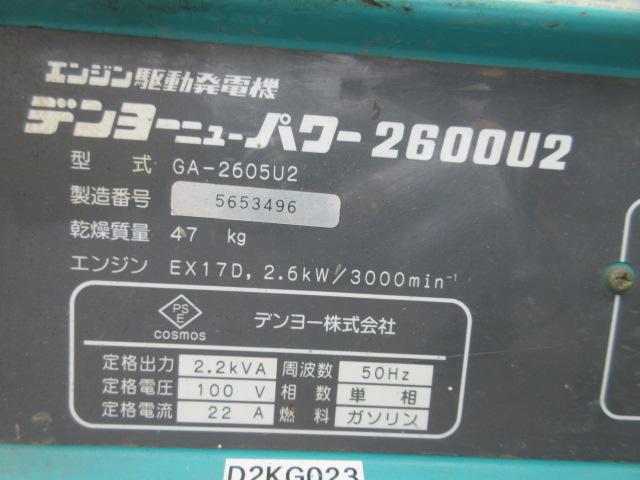 エンジン駆動発電機
デンヨーニューパワー2600U2
型式 GA-2605U2
製造番号 5653496
乾燥質量 47 kg
エンジン EX17D, 2.6kW/3000min⁻¹
PS
E
cosmos
デンヨー株式会社
定格出力 2.2kVA 周波数 50Hz
定格電圧 100 V 相数 単相
定格電流 22 A 燃料 ガソリン
D2KG023